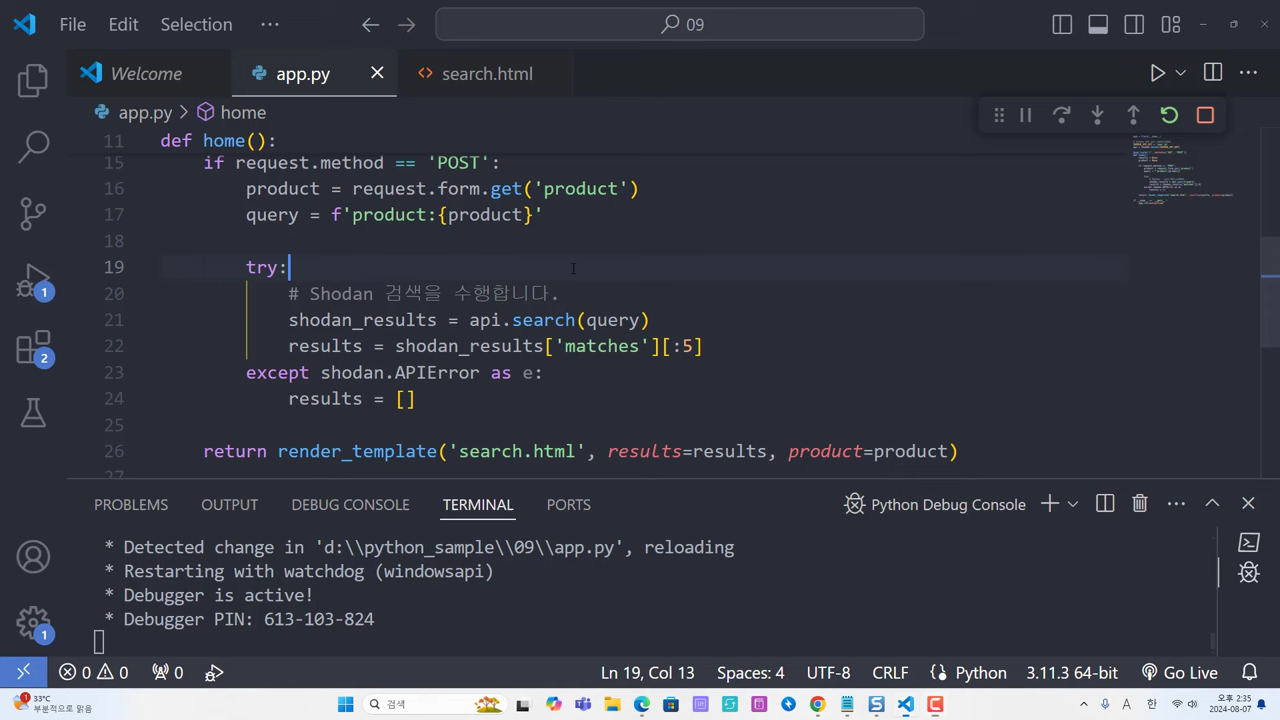 File Edit Selection ··· 09
Welcome app.py search.html
app.py > home
11 def home():
15 if request.method == 'POST':
16 product = request.form.get('product')
17 query = f'product:{product}'
18
19 try:
20 # Shodan 검색을 수행합니다.
21 shodan_results = api.search(query)
22 results = shodan_results['matches'][:5]
23 except shodan.APIError as e:
24 results = []
25
26 return render_template('search.html', results=results, product=product)
27
1
2
1
PROBLEMS OUTPUT DEBUG CONSOLE TERMINAL PORTS Python Debug Console
* Detected change in 'd:\\python_sample\\09\\app.py', reloading
* Restarting with watchdog (windowsapi)
* Debugger is active!
* Debugger PIN: 613-103-824
0 0 0 Ln 19, Col 13 Spaces: 4 UTF-8 CRLF Python 3.11.3 64-bit Go Live
1 33°C
부분적으로 맑음
검색
A 한 오후 2:35
2024-08-07